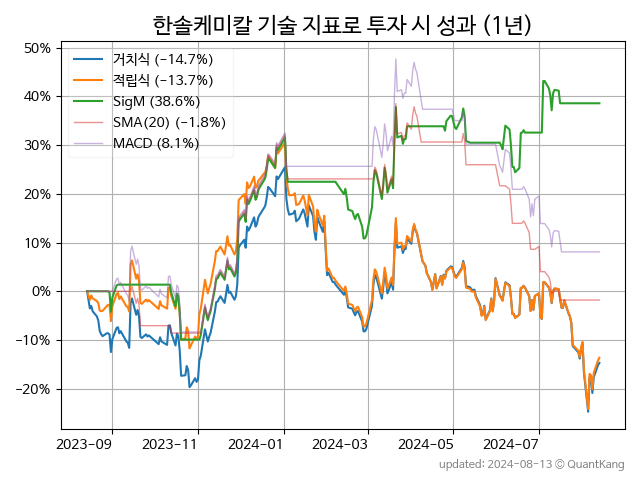 한솔케미칼 기술 지표로 투자 시 성과 (1년)
50%
40%
30%
20%
10%
0%
−10%
−20%
거치식 (−14.7%)
적립식 (−13.7%)
SigM (38.6%)
SMA(20) (−1.8%)
MACD (8.1%)
2023−09
2023−11
2024−01
2024−03
2024−05
2024−07
updated: 2024−08−13 © QuantKang